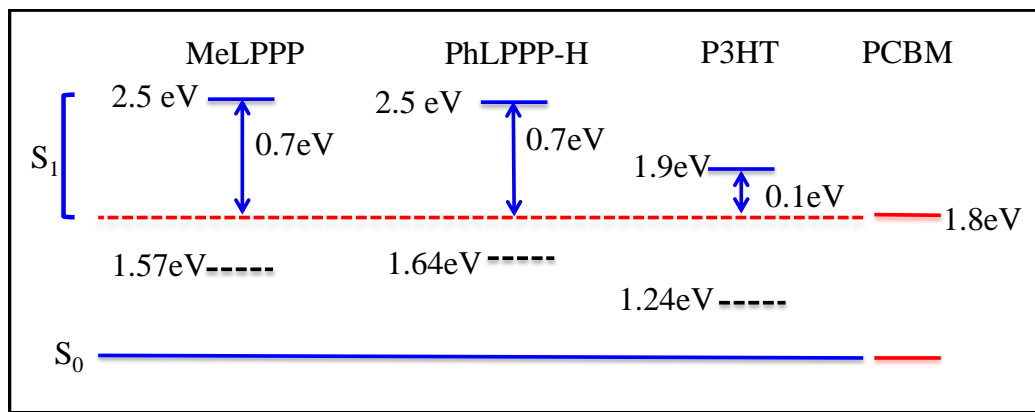 MeLPPP PhLPPP-H P3HT PCBM
2.5 eV 2.5 eV
0.7eV 0.7eV
S₁ 1.9eV
0.1eV
1.8eV
1.57eV 1.64eV
1.24eV
S₀